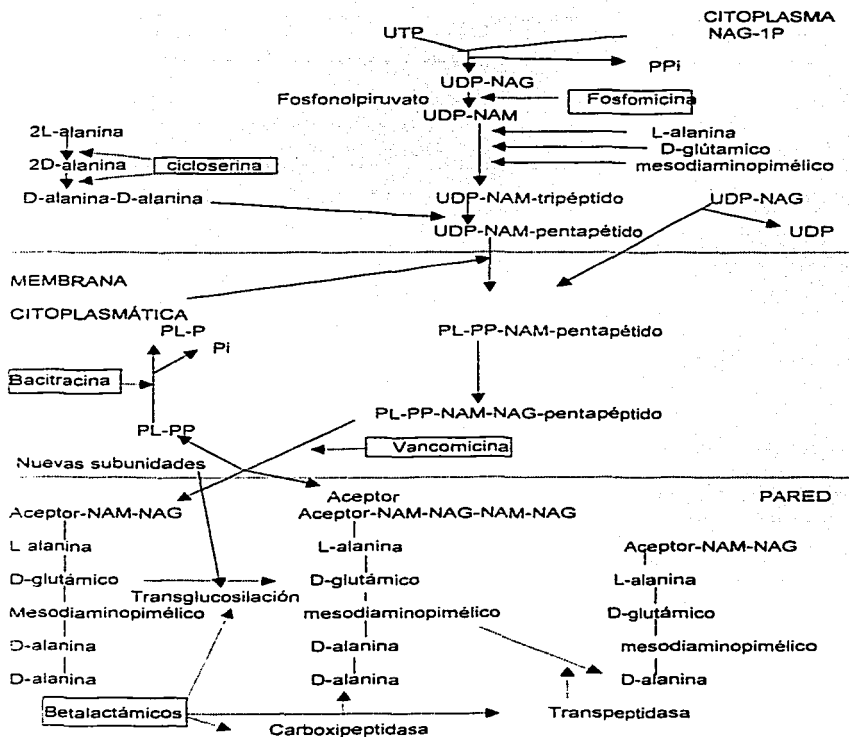 CITOPLASMA
UTP NAG-1P
PPi
UDP-NAG
Fosfonolpiruvato Fosfomicina
UDP-NAM
2L-alanina L-alanina
D-glútamico
2D-alanina cicloserina mesodiaminopimélico
D-alanina-D-alanina UDP-NAM-tripéptido UDP-NAG
UDP-NAM-pentapéptido UDP
MEMBRANA
CITOPLASMÁTICA
PL-P PL-PP-NAM-pentapétido
Pi
Bacitracina
PL-PP PL-PP-NAM-NAG-pentapéptido
Vancomicina
Nuevas subunidades
Aceptor PARED
Aceptor-NAM-NAG Aceptor-NAM-NAG-NAM-NAG
L alanina L-alanina Aceptor-NAM-NAG
D-glutámico D-glutámico L-alanina
Transglucosilación
Mesodiaminopimélico mesodiaminopimélico D-glutámico
D-alanina D-alanina mesodiaminopimélico
D-alanina D-alanina D-alanina
Betalactámicos Transpeptidasa
Carboxipeptidasa